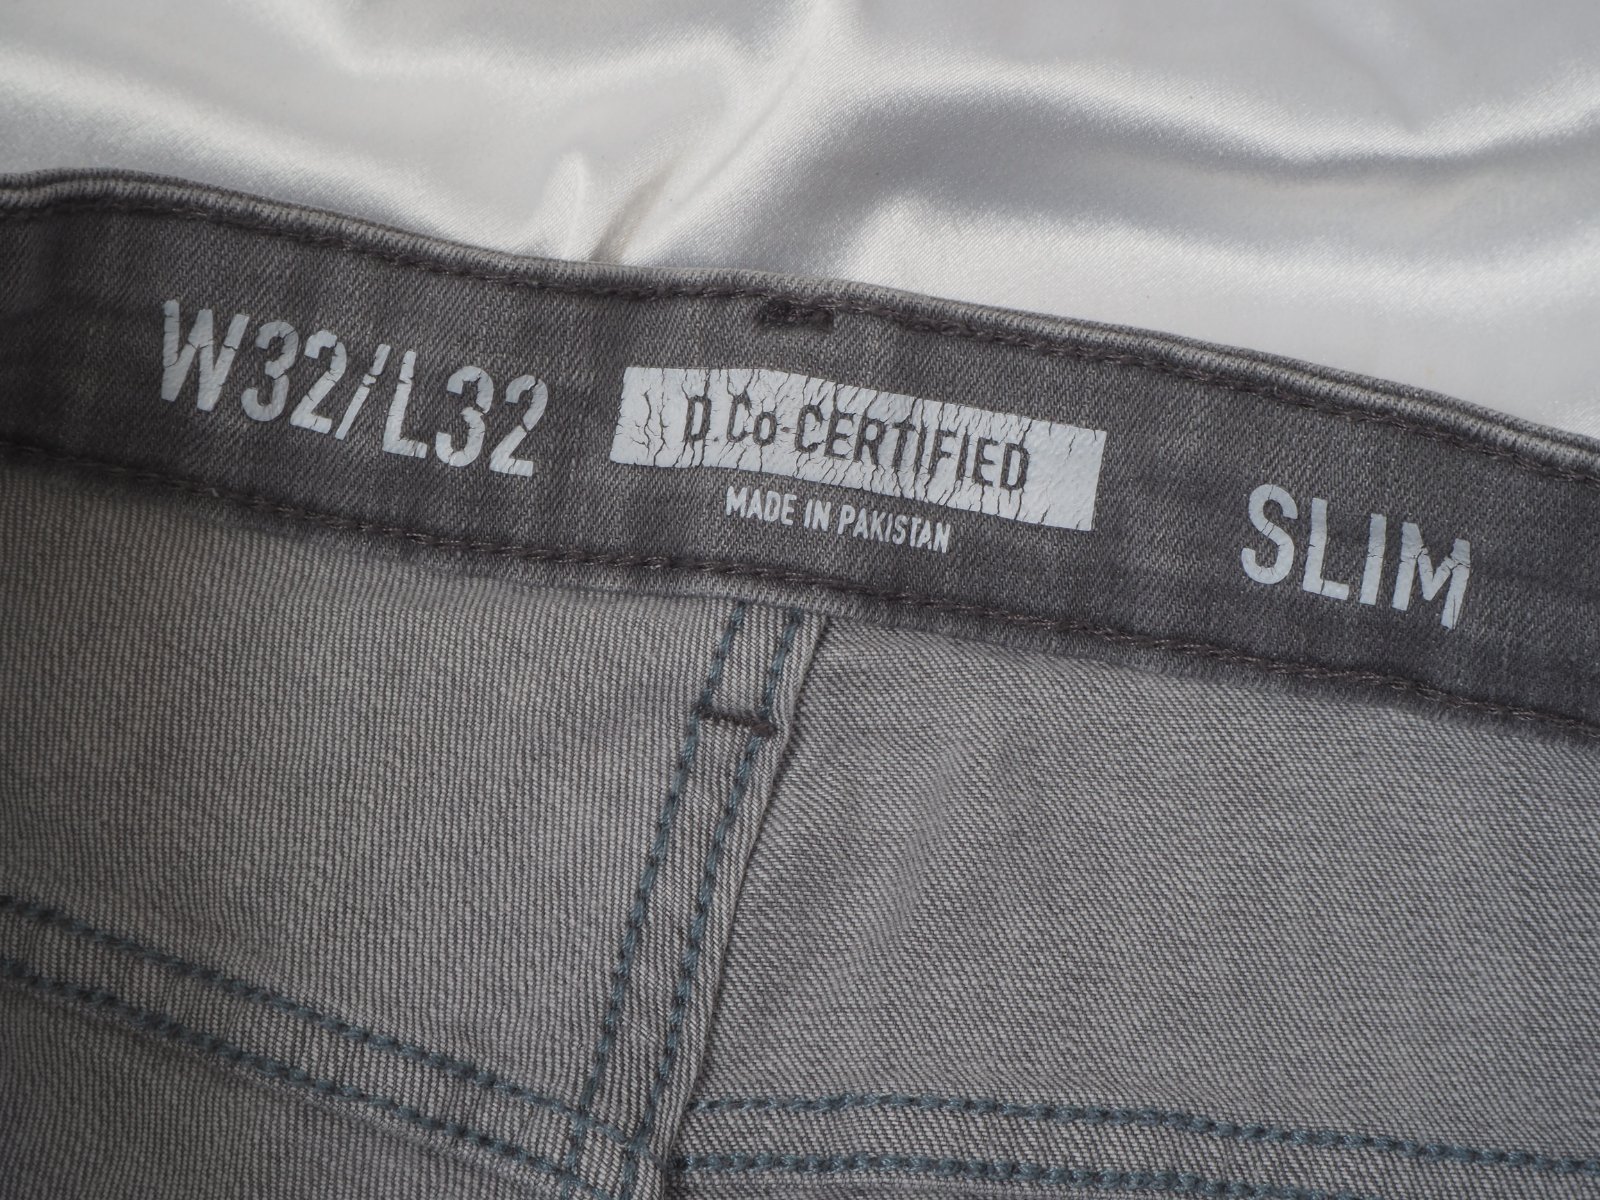 W32/L32
D.Co-CERTIFIED
MADE IN PAKISTAN
SLIM